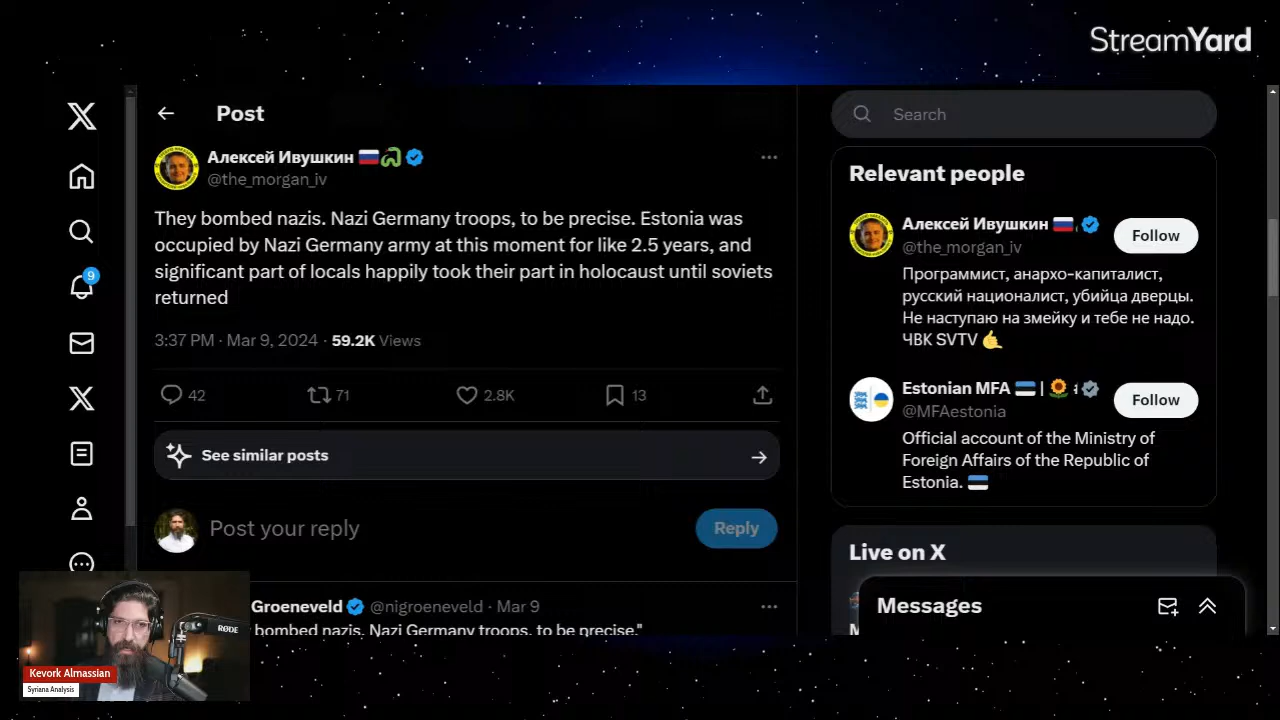 StreamYard
Post
Алексей Ивушкин
@the_morgan_iv
They bombed nazis. Nazi Germany troops, to be precise. Estonia was
occupied by Nazi Germany army at this moment for like 2.5 years, and
significant part of locals happily took their part in holocaust until soviets
returned
3:37 PM · Mar 9, 2024 · 59.2K Views
42
71
2.8K
13
See similar posts
Post your reply
Reply
Groeneveld @nigroeneveld · Mar 9
bombed nazis. Nazi Germany troops, to be precise."
Search
Relevant people
Алексей Ивушкин
@the_morgan_iv
Follow
Программист, анархо-капиталист,
русский националист, убийца дверцы.
Не наступаю на змейку и тебе не надо.
ЧВК SVTV
Estonian MFA
@MFAestonia
Follow
Official account of the Ministry of
Foreign Affairs of the Republic of
Estonia.
Live on X
Messages
9
RØDE
Kevork Almassian
Syriana Analysis